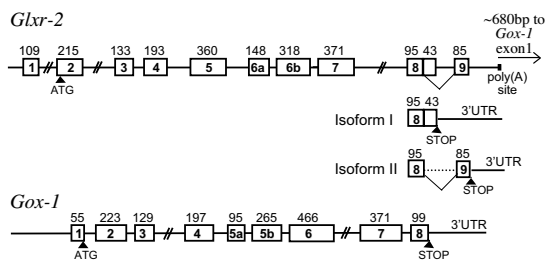 Glxr-2
~680bp to
Gox-1
exon1
109 215 133 193 360 148 318 371 95 43 85
1 2 3 4 5 6a 6b 7 8 9
ATG
poly(A)
site
95 43
Isoform I 8 3'UTR
STOP
95 85
Isoform II 8 9 3'UTR
STOP
Gox-1
55 223 129 197 95 265 466 371 99
1 2 3 4 5a 5b 6 7 8 3'UTR
ATG STOP